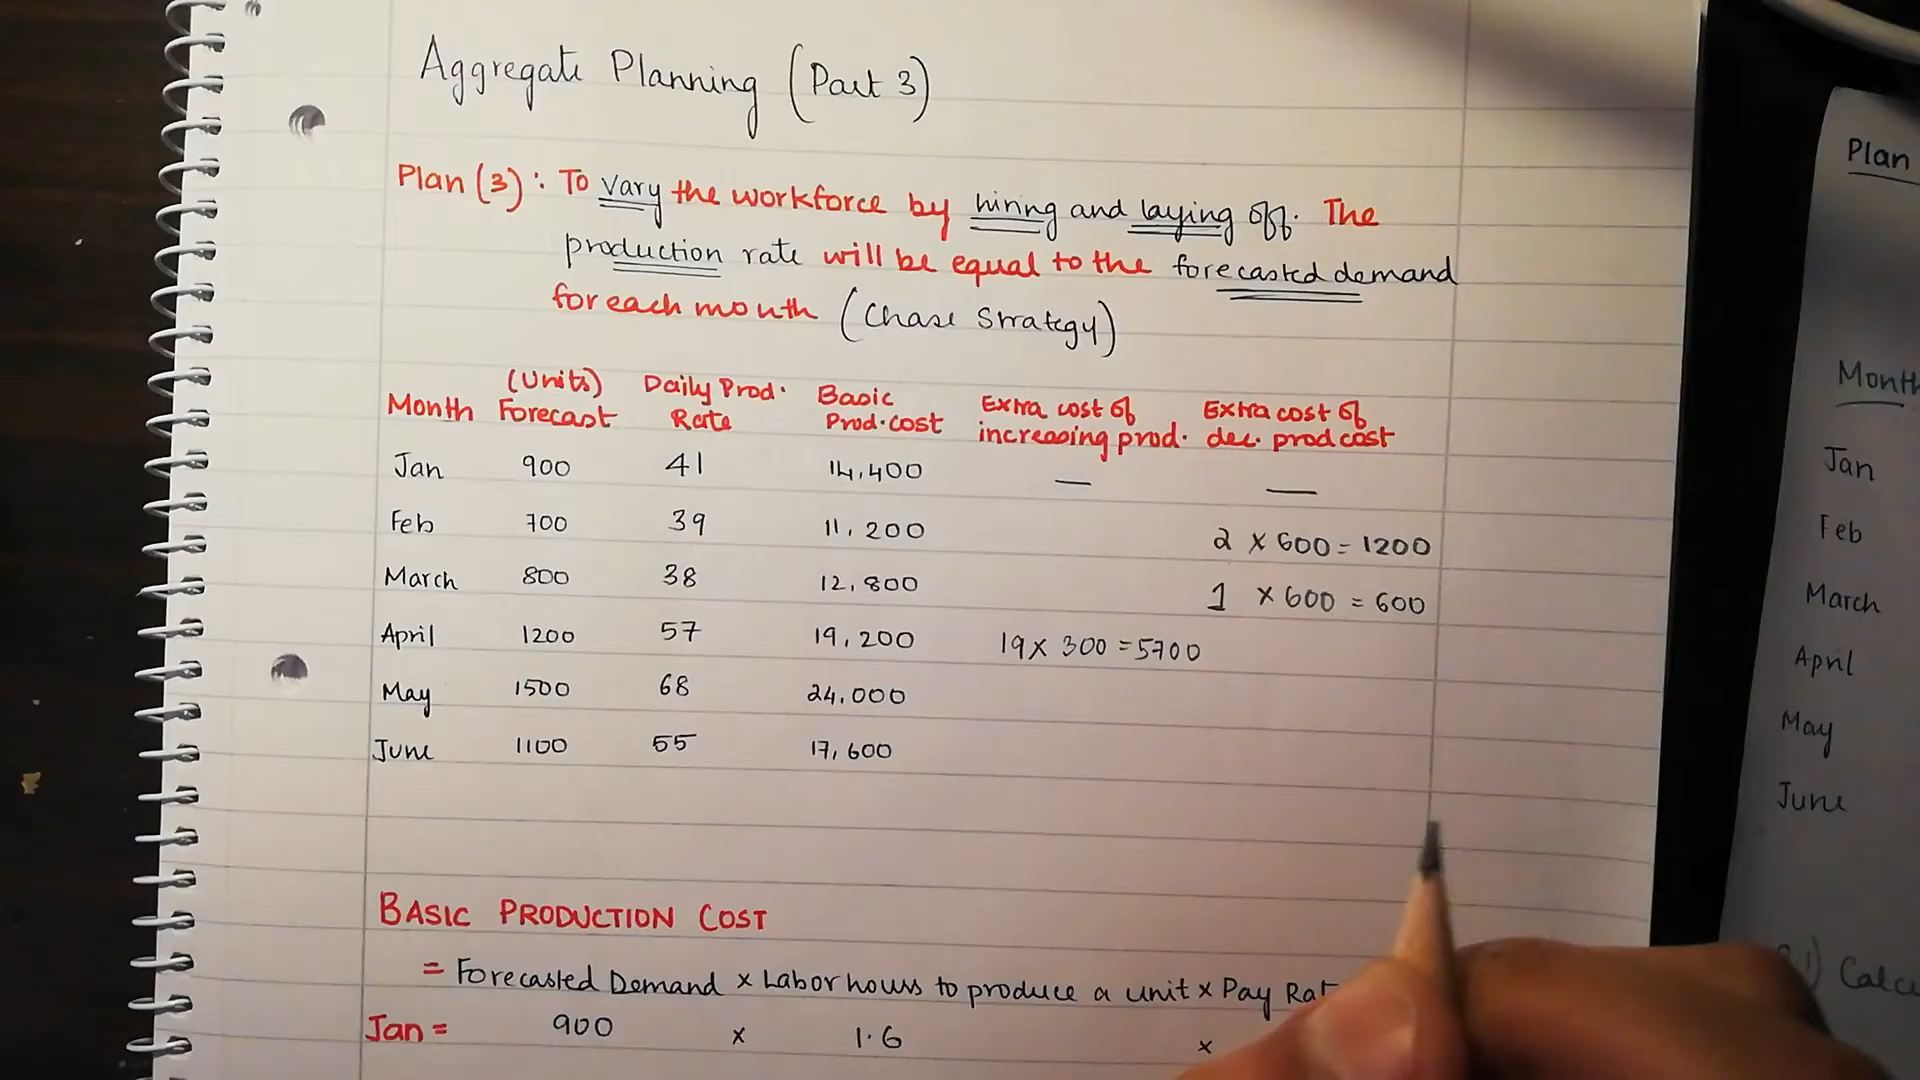 Aggregate Planning (Part 3)
Plan (3): To vary the workforce by hiring and laying off. The
production rate will be equal to the forecasted demand
for each month (Chase Strategy)
Month (Units) Forecast Daily Prod. Rate Basic Prod. cost Extra cost of increasing prod. Extra cost of dec. prod cost
Jan 900 41 14,400 — —
Feb 700 39 11,200 2 x 600 = 1200
March 800 38 12,800 1 x 600 = 600
April 1200 57 19,200 19 x 300 = 5700
May 1500 68 24,000
June 1100 55 17,600
BASIC PRODUCTION COST
= Forecasted Demand x Labor hours to produce a unit x Pay
Jan = 900 x 1.6 x
Plan
Month
Jan
Feb
March
April
May
June